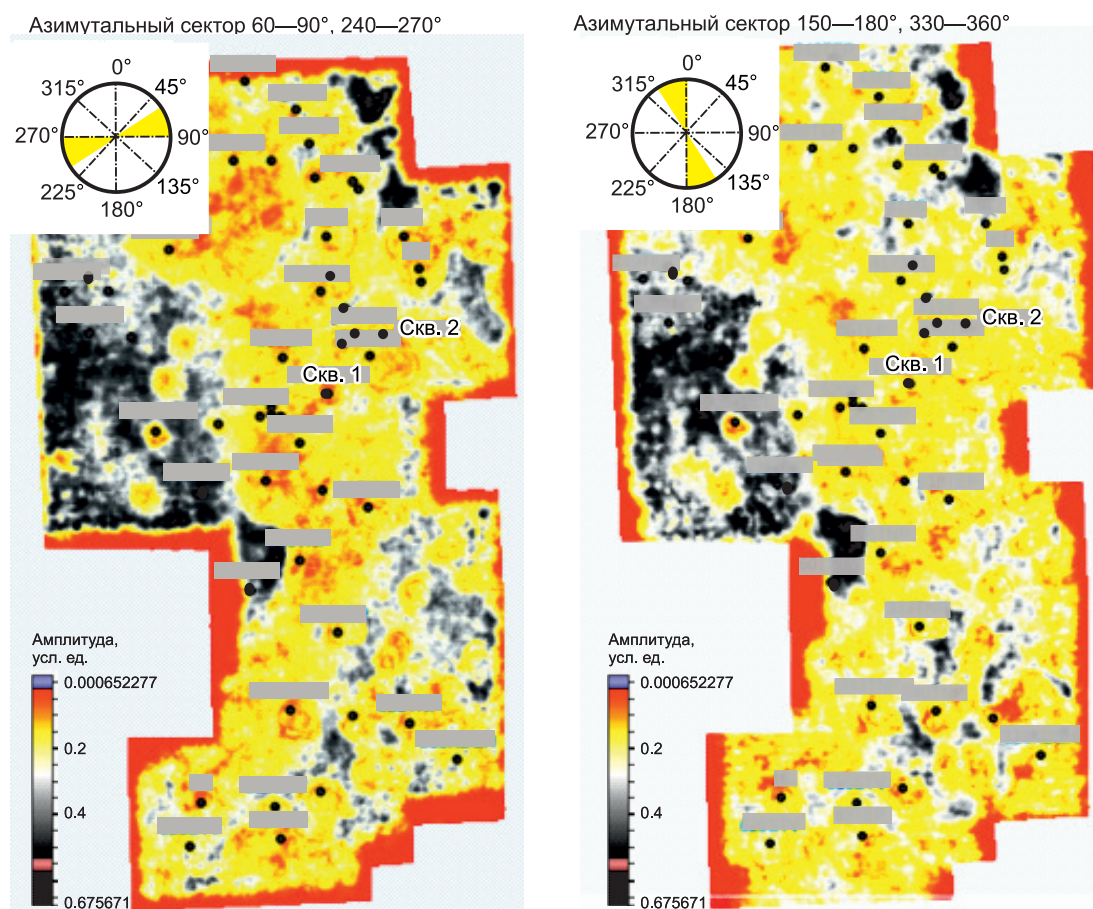 Азимутальный сектор 60—90°, 240—270°
0°
315°
45°
270°
90°
225°
135°
180°
Скв. 2
Скв. 1
Амплитуда,
усл. ед.
0.000652277
0.2
0.4
0.675671
Азимутальный сектор 150—180°, 330—360°
0°
315°
45°
270°
90°
225°
135°
180°
Скв. 2
Скв. 1
Амплитуда,
усл. ед.
0.000652277
0.2
0.4
0.675671